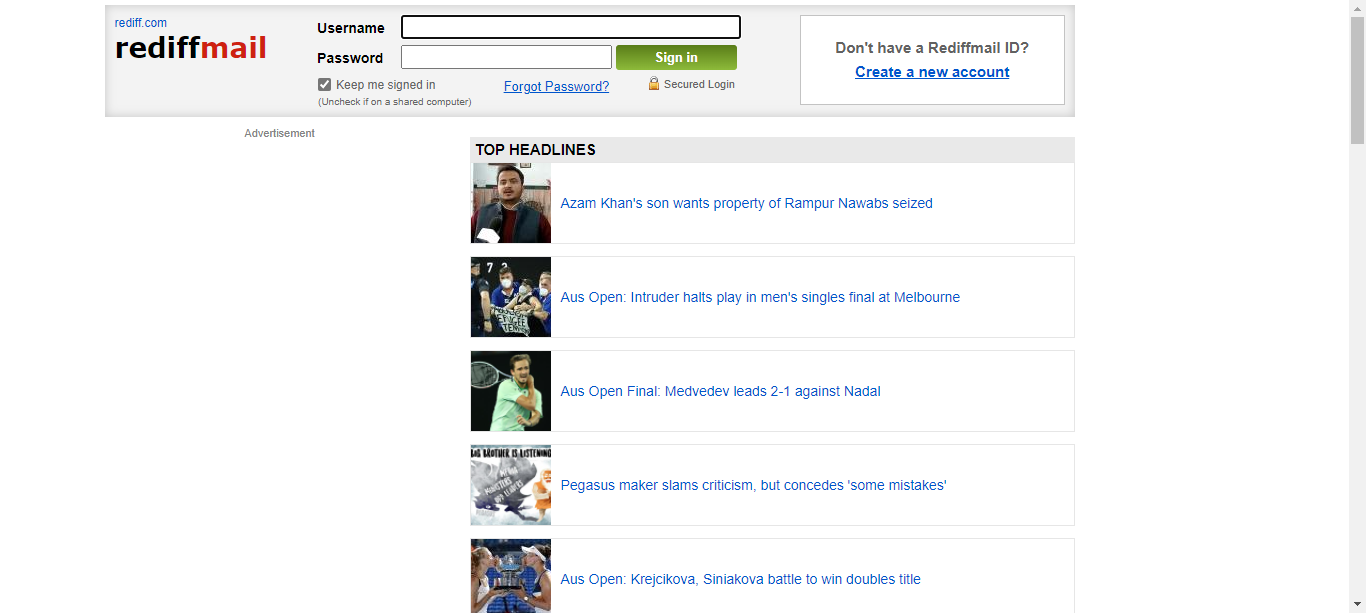 rediff.com
rediffmail
Username
Password
Sign in
Keep me signed in
Forgot Password?
Secured Login
(Uncheck if on a shared computer)
Don't have a Rediffmail ID?
Create a new account
Advertisement
TOP HEADLINES
Azam Khan's son wants property of Rampur Nawabs seized
Aus Open: Intruder halts play in men's singles final at Melbourne
Aus Open Final: Medvedev leads 2-1 against Nadal
BIG BROTHER IS LISTENING
Pegasus maker slams criticism, but concedes 'some mistakes'
Aus Open: Krejcikova, Siniakova battle to win doubles title